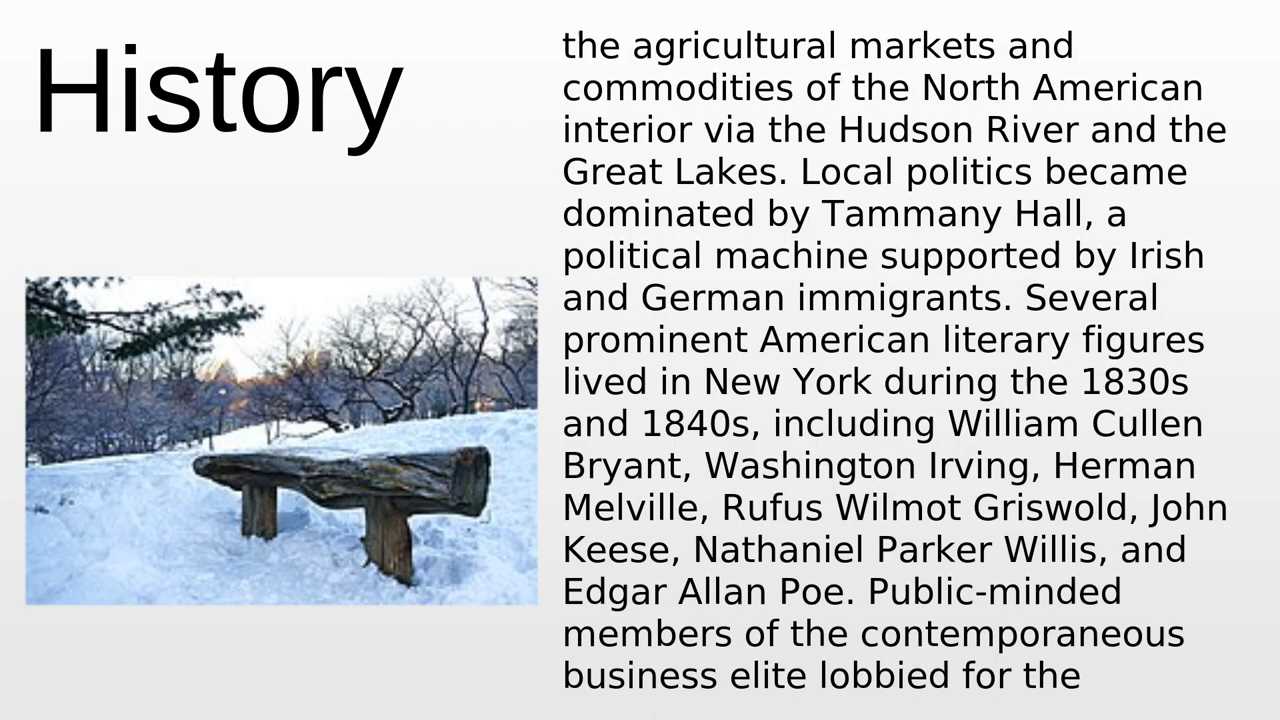 History
the agricultural markets and
commodities of the North American
interior via the Hudson River and the
Great Lakes. Local politics became
dominated by Tammany Hall, a
political machine supported by Irish
and German immigrants. Several
prominent American literary figures
lived in New York during the 1830s
and 1840s, including William Cullen
Bryant, Washington Irving, Herman
Melville, Rufus Wilmot Griswold, John
Keese, Nathaniel Parker Willis, and
Edgar Allan Poe. Public-minded
members of the contemporaneous
business elite lobbied for the